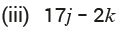 (iii) 17j − 2k